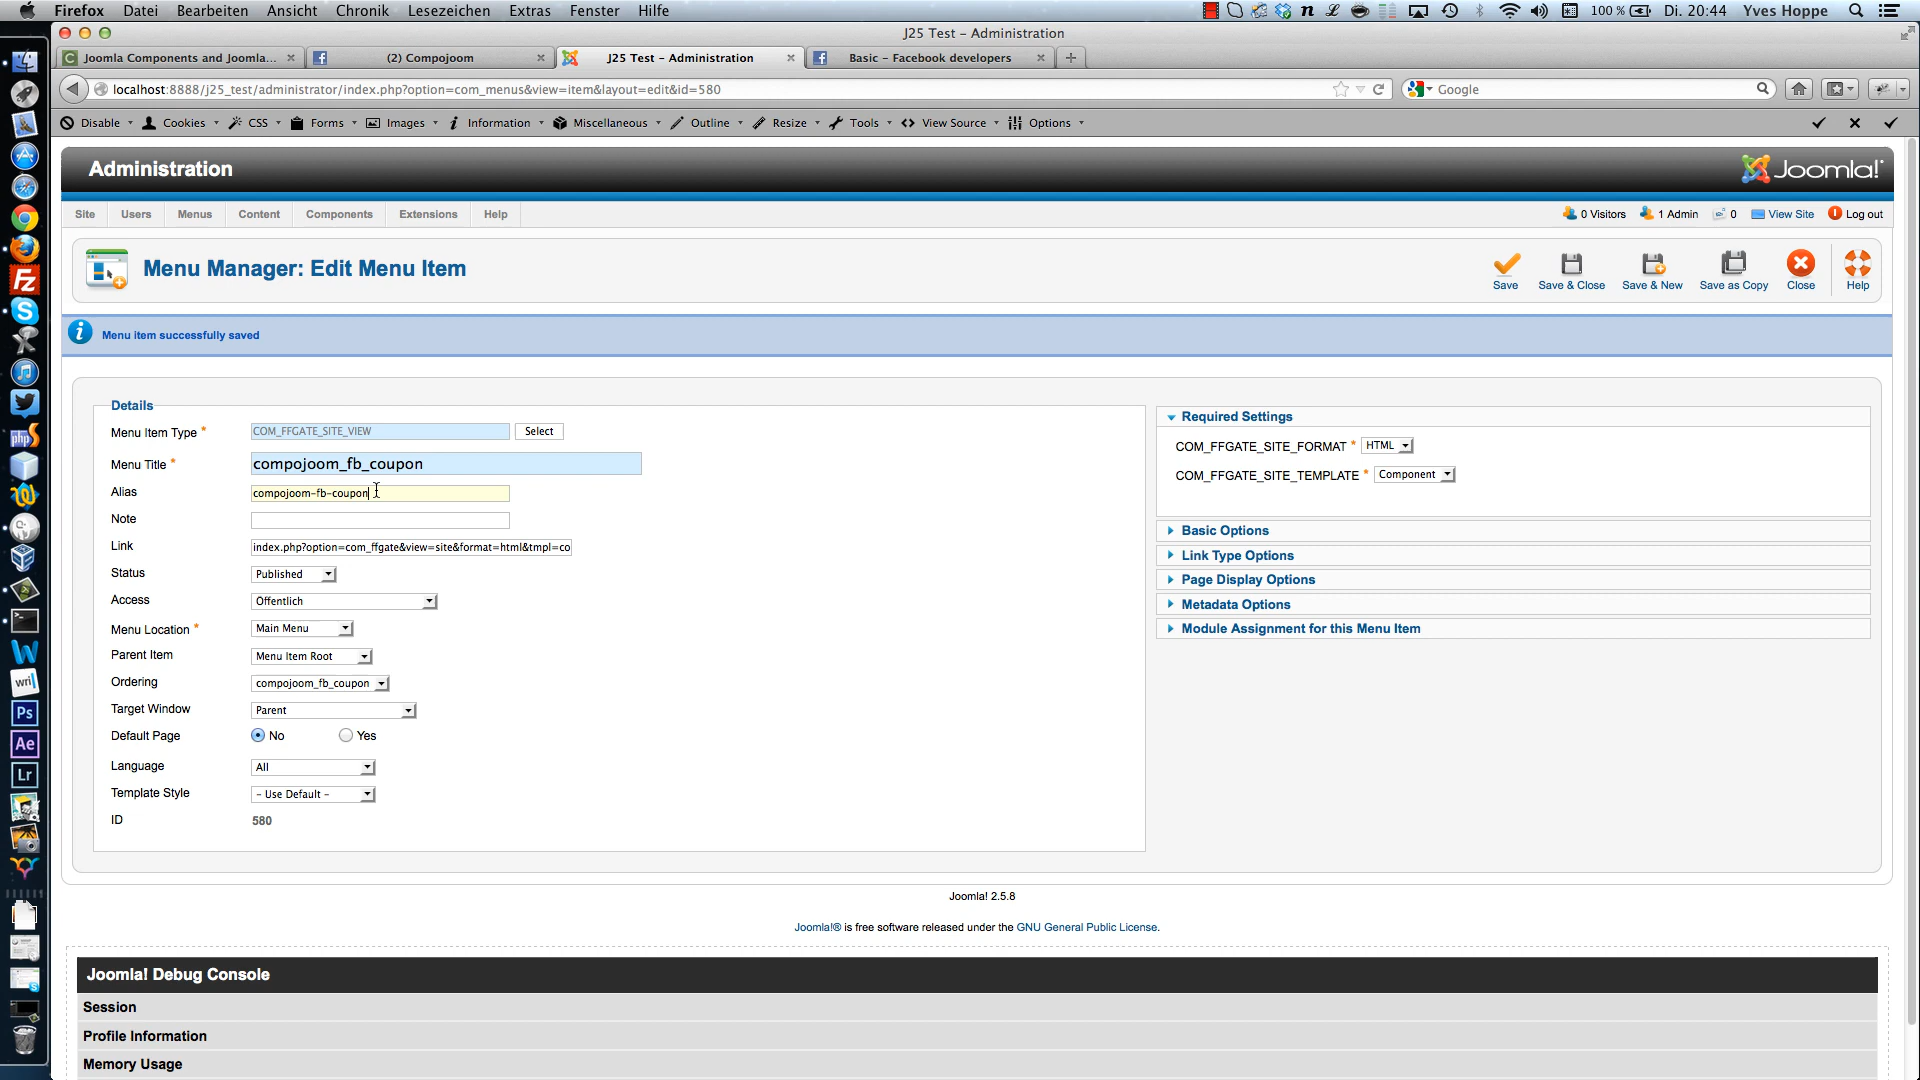 Firefox Datei Bearbeiten Ansicht Chronik Lesezeichen Extras Fenster Hilfe 100 % Di. 20:44 Yves Hoppe
J25 Test – Administration
Joomla Components and Joomla... (2) Compojoom J25 Test – Administration Basic – Facebook developers
localhost:8888/j25_test/administrator/index.php?option=com_menus&view=item&layout=edit&id=580 Google
Disable Cookies CSS Forms Images Information Miscellaneous Outline Resize Tools View Source Options
Administration Joomla!
Site Users Menus Content Components Extensions Help 0 Visitors 1 Admin 0 View Site Log out
Menu Manager: Edit Menu Item
Save Save & Close Save & New Save as Copy Close Help
Menu item successfully saved
Details
Menu Item Type * COM_FFGATE_SITE_VIEW Select
Menu Title * compojoom_fb_coupon
Alias compojoom-fb-coupon
Note
Link index.php?option=com_ffgate&view=site&format=html&tmpl=co
Status Published
Access Offentlich
Menu Location * Main Menu
Parent Item Menu Item Root
Ordering compojoom_fb_coupon
Target Window Parent
Default Page No Yes
Language All
Template Style – Use Default –
ID 580
Required Settings
COM_FFGATE_SITE_FORMAT * HTML
COM_FFGATE_SITE_TEMPLATE * Component
Basic Options
Link Type Options
Page Display Options
Metadata Options
Module Assignment for this Menu Item
Joomla! 2.5.8
Joomla!® is free software released under the GNU General Public License.
Joomla! Debug Console
Session
Profile Information
Memory Usage
Fz
php
wri
Ps
Ae
Lr